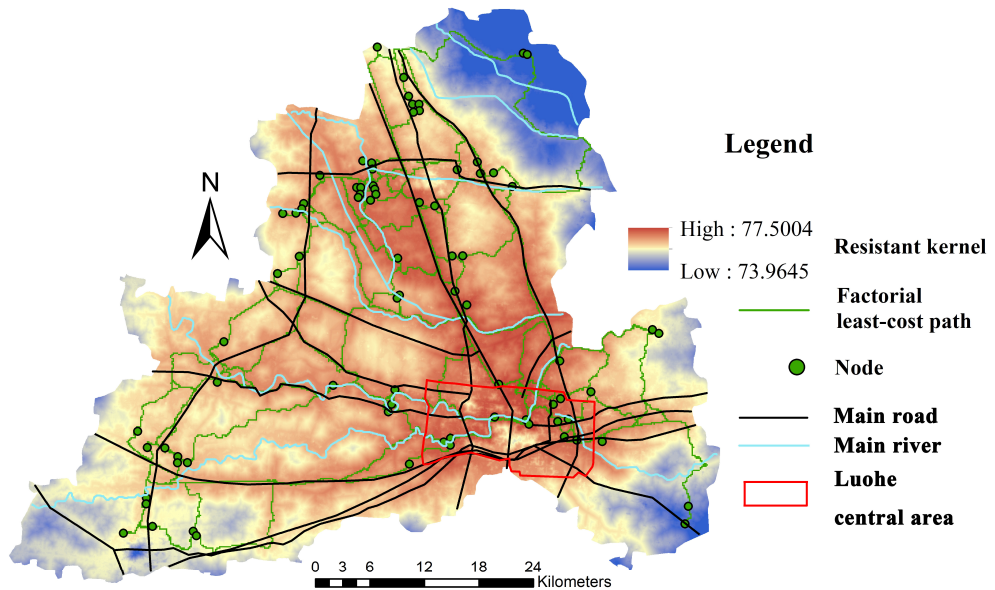 N
Legend
High : 77.5004
Low : 73.9645
Resistant kernel
Factorial
least-cost path
Node
Main road
Main river
Luohe
central area
0 3 6 12 18 24
Kilometers